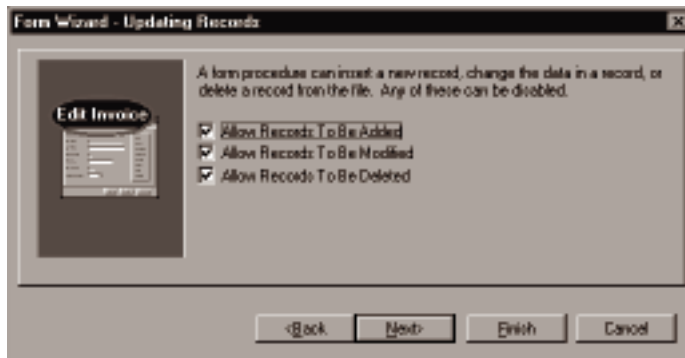 Form Wizard - Updating Records
A form procedure can insert a new record, change the data in a record, or
delete a record from the file. Any of these can be disabled.
Edit Invoice
Allow Records To Be Added
Allow Records To Be Modified
Allow Records To Be Deleted
<Back
Next>
Finish
Cancel